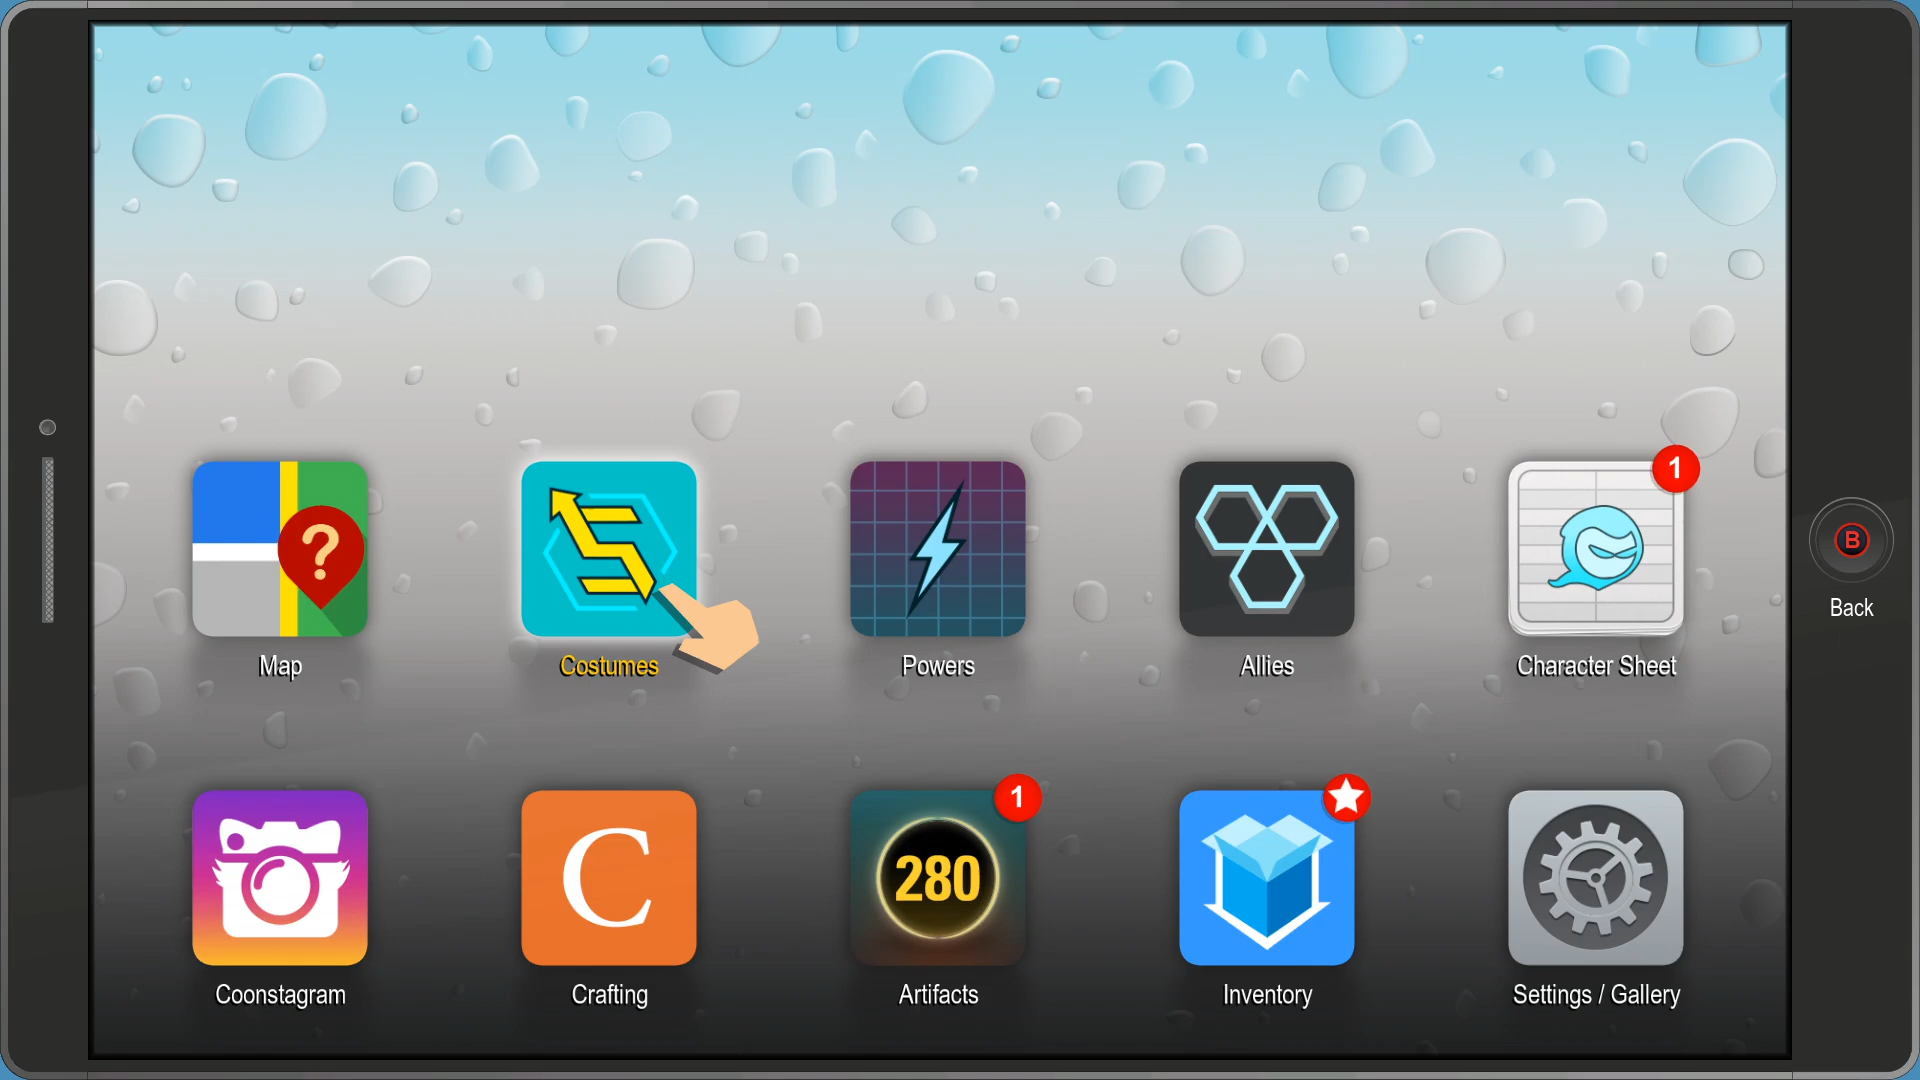 ?
1
Map
Costumes
Powers
Allies
Character Sheet
B
Back
C
1
280
Coonstagram
Crafting
Artifacts
Inventory
Settings / Gallery